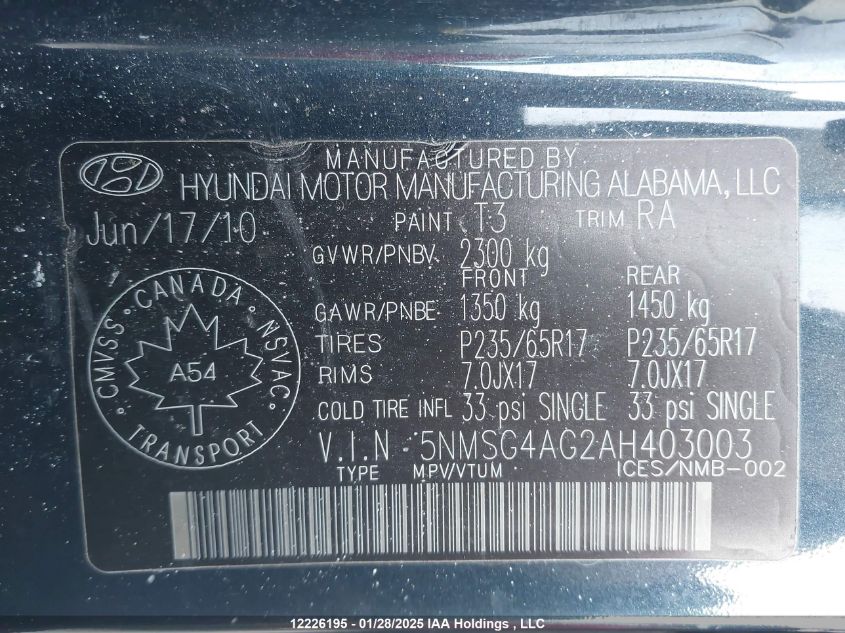 MANUFACTURED BY
HYUNDAI MOTOR MANUFACTURING ALABAMA, LLC
Jun/17/10 PAINT T3 TRIM RA
GVWR/PNBV 2300 kg
FRONT REAR
GAWR/PNBE 1350 kg 1450 kg
TIRES P235/65R17 P235/65R17
RIMS 7.0JX17 7.0JX17
COLD TIRE INFL 33 psi SINGLE 33 psi SINGLE
V.I.N 5NMSG4AG2AH403003
TYPE MPV/VTUM ICES/NMB-002
CANADA
CMVSS NSVAC
A54
TRANSPORT
12226195 - 01/28/2025 IAA Holdings , LLC